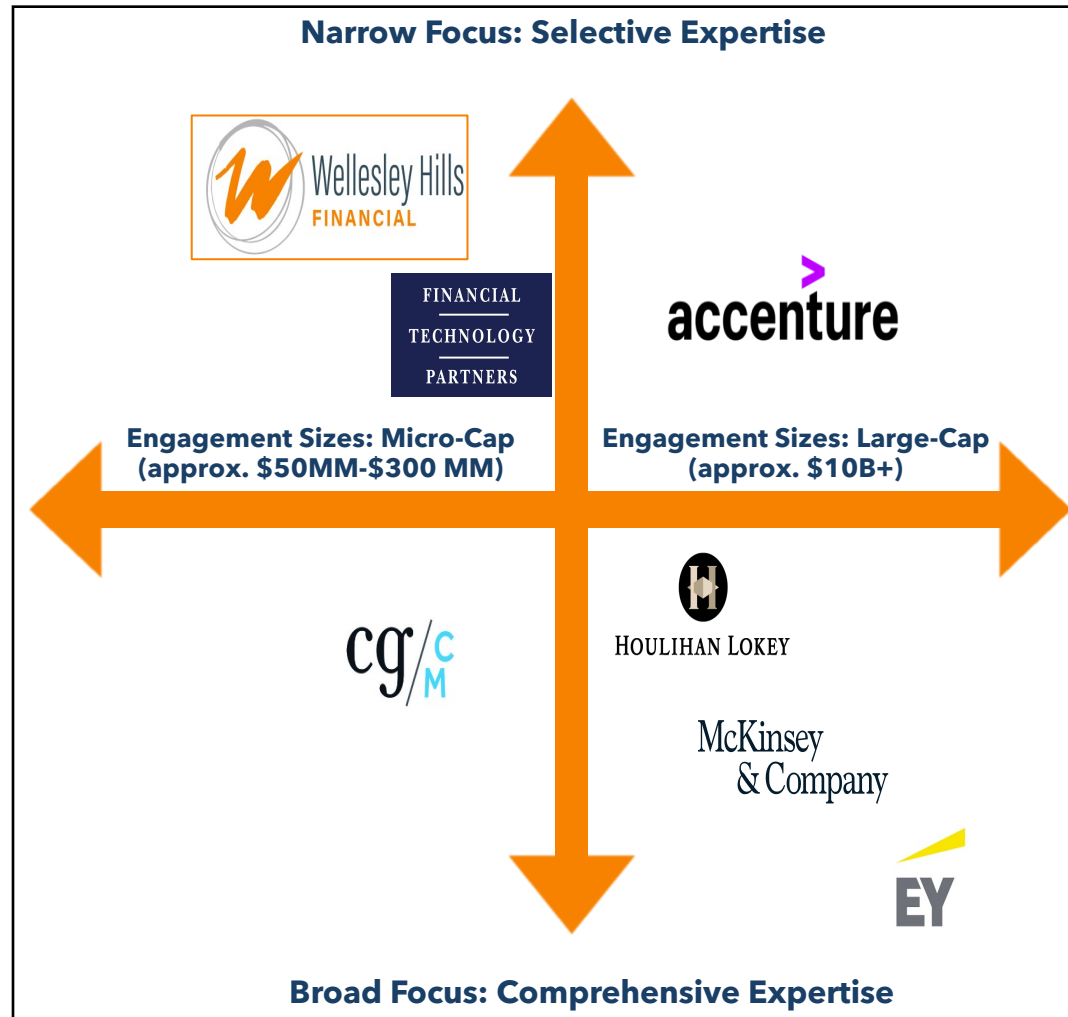 Narrow Focus: Selective Expertise
Wellesley Hills
FINANCIAL
FINANCIAL
TECHNOLOGY
PARTNERS
accenture
Engagement Sizes: Micro-Cap
(approx. $50MM-$300 MM)
Engagement Sizes: Large-Cap
(approx. $10B+)
cg/CM
HOULIHAN LOKEY
McKinsey
& Company
EY
Broad Focus: Comprehensive Expertise